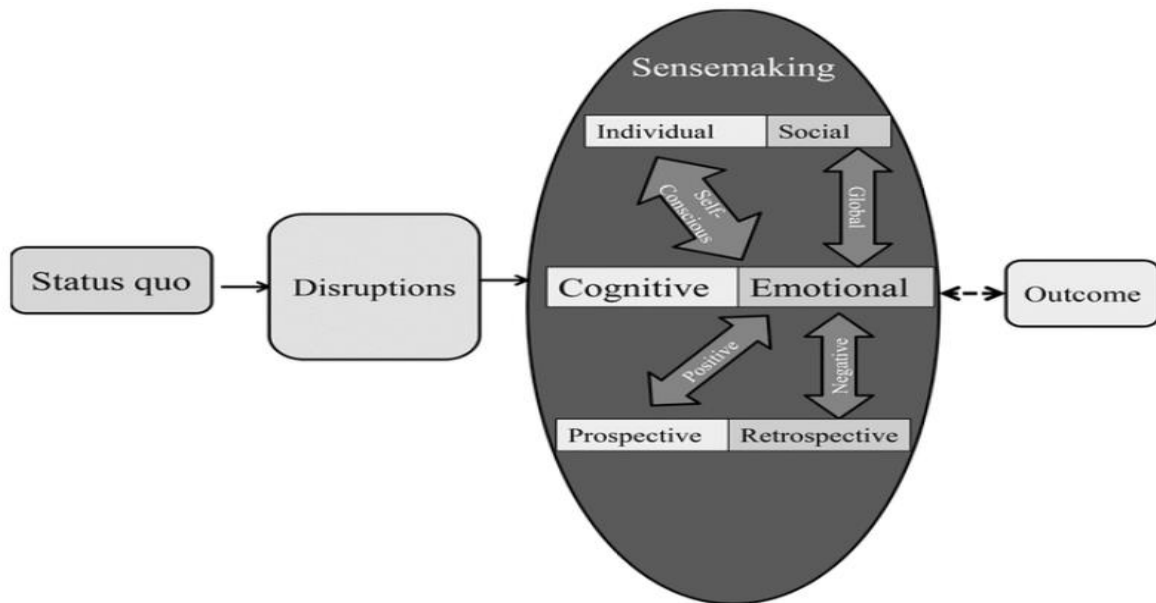 Sensemaking
Individual Social
Self-
Conscious
Global
Status quo
Disruptions
Cognitive Emotional
Outcome
Positive
Negative
Prospective Retrospective